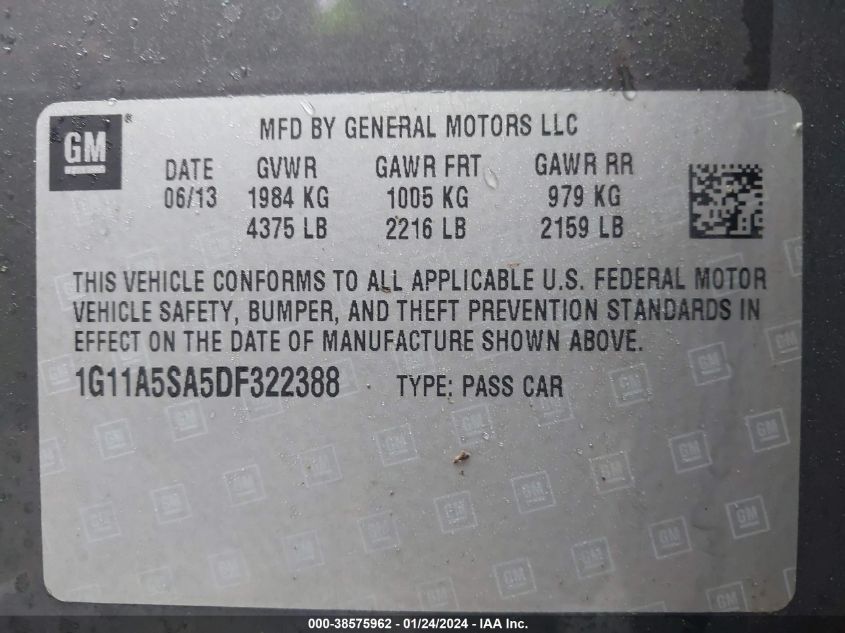 GM
®
MFD BY GENERAL MOTORS LLC
DATE GVWR GAWR FRT GAWR RR
06/13 1984 KG 1005 KG 979 KG
4375 LB 2216 LB 2159 LB
THIS VEHICLE CONFORMS TO ALL APPLICABLE U.S. FEDERAL MOTOR
VEHICLE SAFETY, BUMPER, AND THEFT PREVENTION STANDARDS IN
EFFECT ON THE DATE OF MANUFACTURE SHOWN ABOVE.
1G11A5SA5DF322388 TYPE: PASS CAR
000-38575962 - 01/24/2024 - IAA Inc.